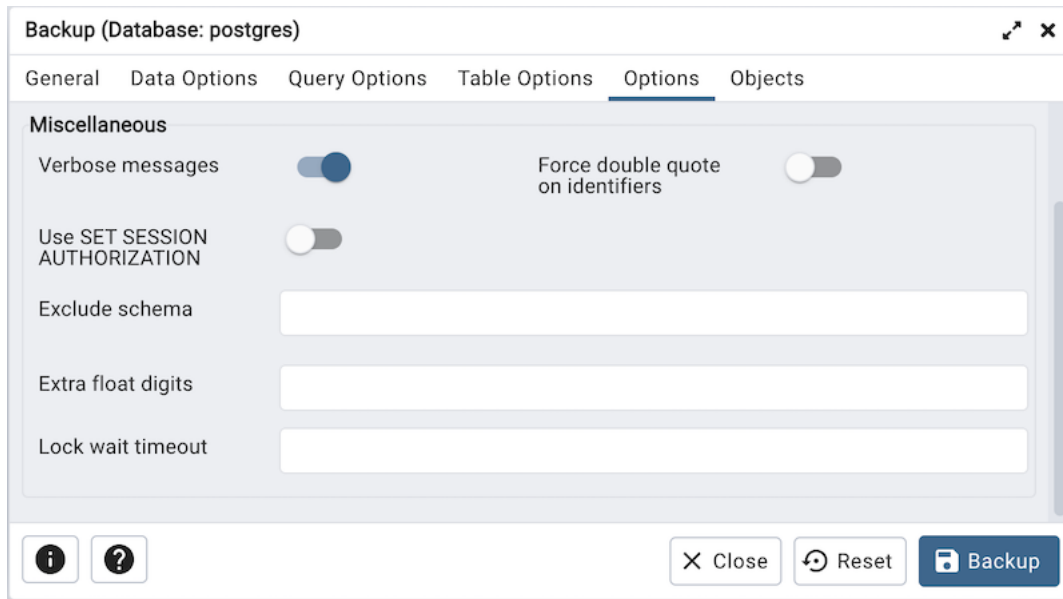 Backup (Database: postgres)
General Data Options Query Options Table Options Options Objects
Miscellaneous
Verbose messages
Force double quote
on identifiers
Use SET SESSION
AUTHORIZATION
Exclude schema
Extra float digits
Lock wait timeout
Close Reset Backup